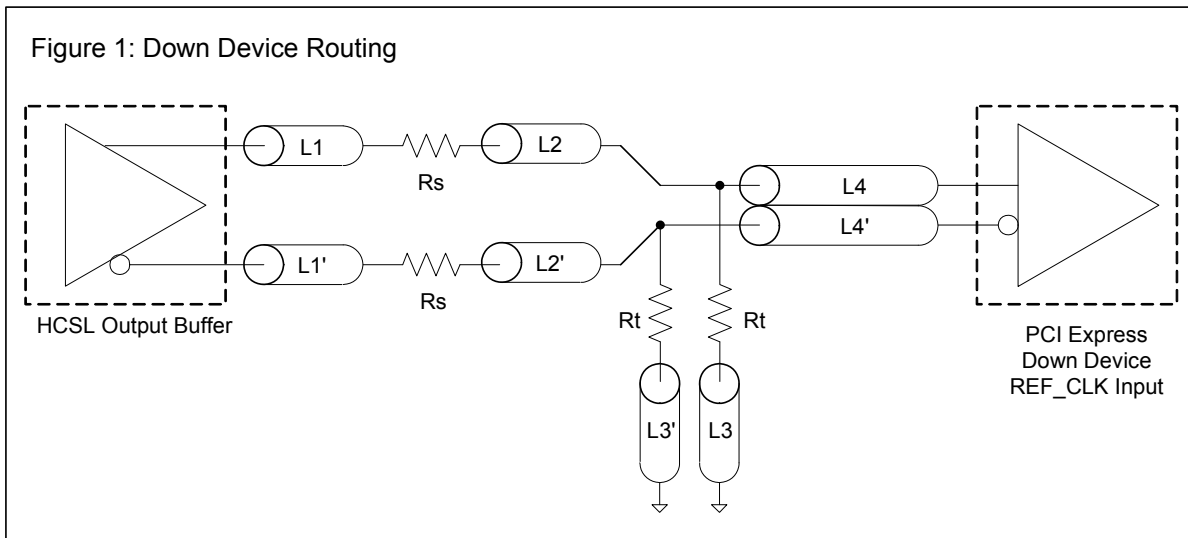 Figure 1: Down Device Routing
L1
Rs
L2
L4
L4'
L1'
Rs
L2'
HCSL Output Buffer
Rt
Rt
L3'
L3
PCI Express
Down Device
REF_CLK Input